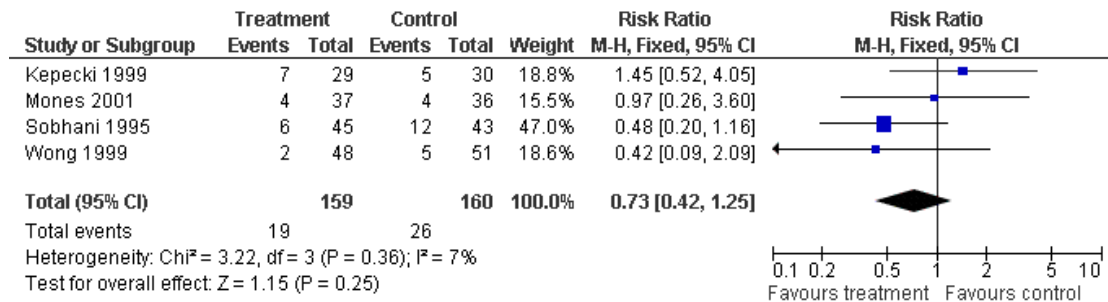 Treatment Control Risk Ratio Risk Ratio
Study or Subgroup Events Total Events Total Weight M-H, Fixed, 95% CI M-H, Fixed, 95% CI
Kepecki 1999 7 29 5 30 18.8% 1.45 [0.52, 4.05]
Mones 2001 4 37 4 36 15.5% 0.97 [0.26, 3.60]
Sobhani 1995 6 45 12 43 47.0% 0.48 [0.20, 1.16]
Wong 1999 2 48 5 51 18.6% 0.42 [0.09, 2.09]
Total (95% CI) 159 160 100.0% 0.73 [0.42, 1.25]
Total events 19 26
Heterogeneity: Chi² = 3.22, df = 3 (P = 0.36); I² = 7%
Test for overall effect: Z = 1.15 (P = 0.25)
0.1 0.2 0.5 1 2 5 10
Favours treatment Favours control